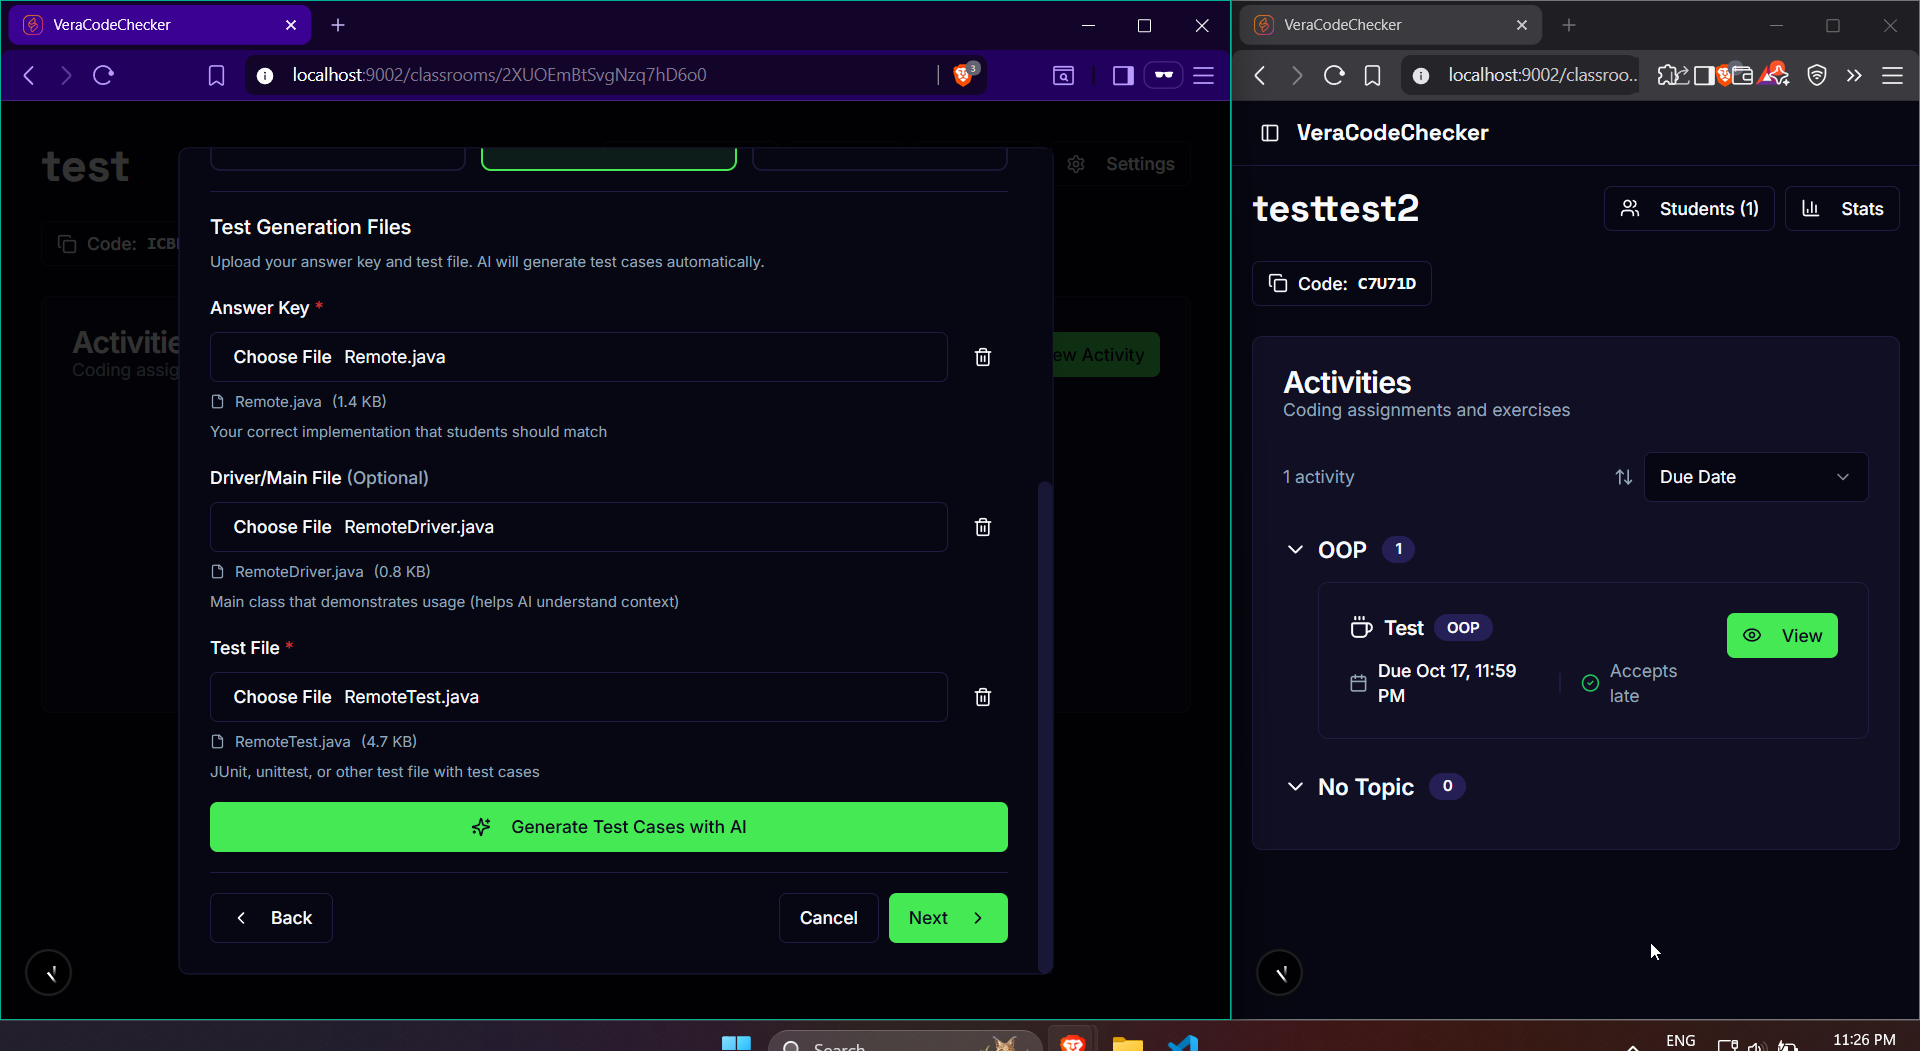 VeraCodeChecker
localhost:9002/classrooms/2XUOEmBtSvgNzq7hD6o0
3
test
Settings
Code: ICB
Activitie
Coding assig
ew Activity
Test Generation Files
Upload your answer key and test file. AI will generate test cases automatically.
Answer Key *
Choose File Remote.java
Remote.java (1.4 KB)
Your correct implementation that students should match
Driver/Main File (Optional)
Choose File RemoteDriver.java
RemoteDriver.java (0.8 KB)
Main class that demonstrates usage (helps AI understand context)
Test File *
Choose File RemoteTest.java
RemoteTest.java (4.7 KB)
JUnit, unittest, or other test file with test cases
Generate Test Cases with AI
Back
Cancel
Next
VeraCodeChecker
localhost:9002/classroo..
VeraCodeChecker
testtest2
Students (1)
Stats
Code: C7U71D
Activities
Coding assignments and exercises
1 activity
Due Date
OOP 1
Test OOP
View
Due Oct 17, 11:59
PM
Accepts
late
No Topic 0
Search
ENG
11:26 PM